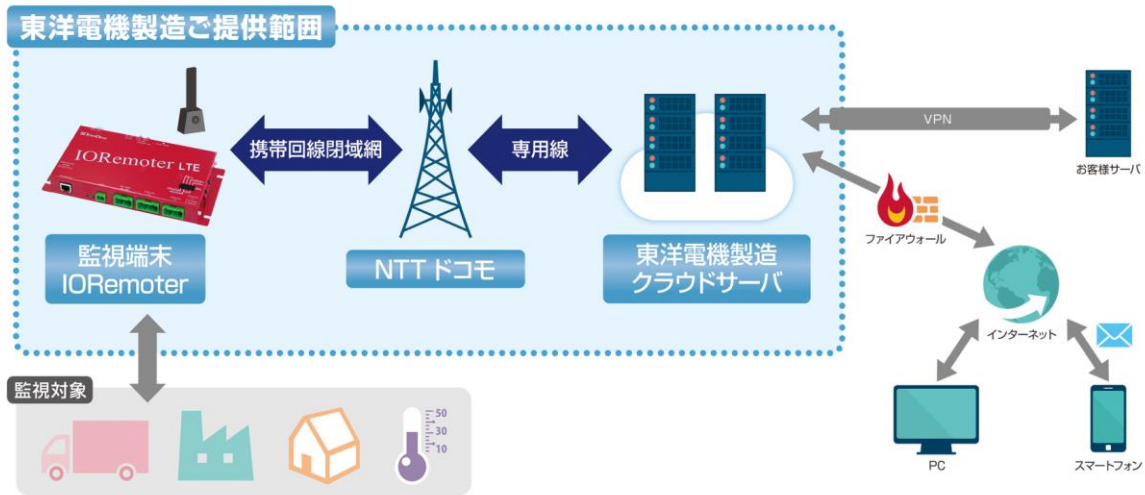 東洋電機製造ご提供範囲
IORemoter LTE
携帯回線閉域網
専用線
VPN
お客様サーバ
ファイアウォール
監視端末
IORemoter
NTTドコモ
東洋電機製造
クラウドサーバ
インターネット
監視対象
50
30
10
PC
スマートフォン